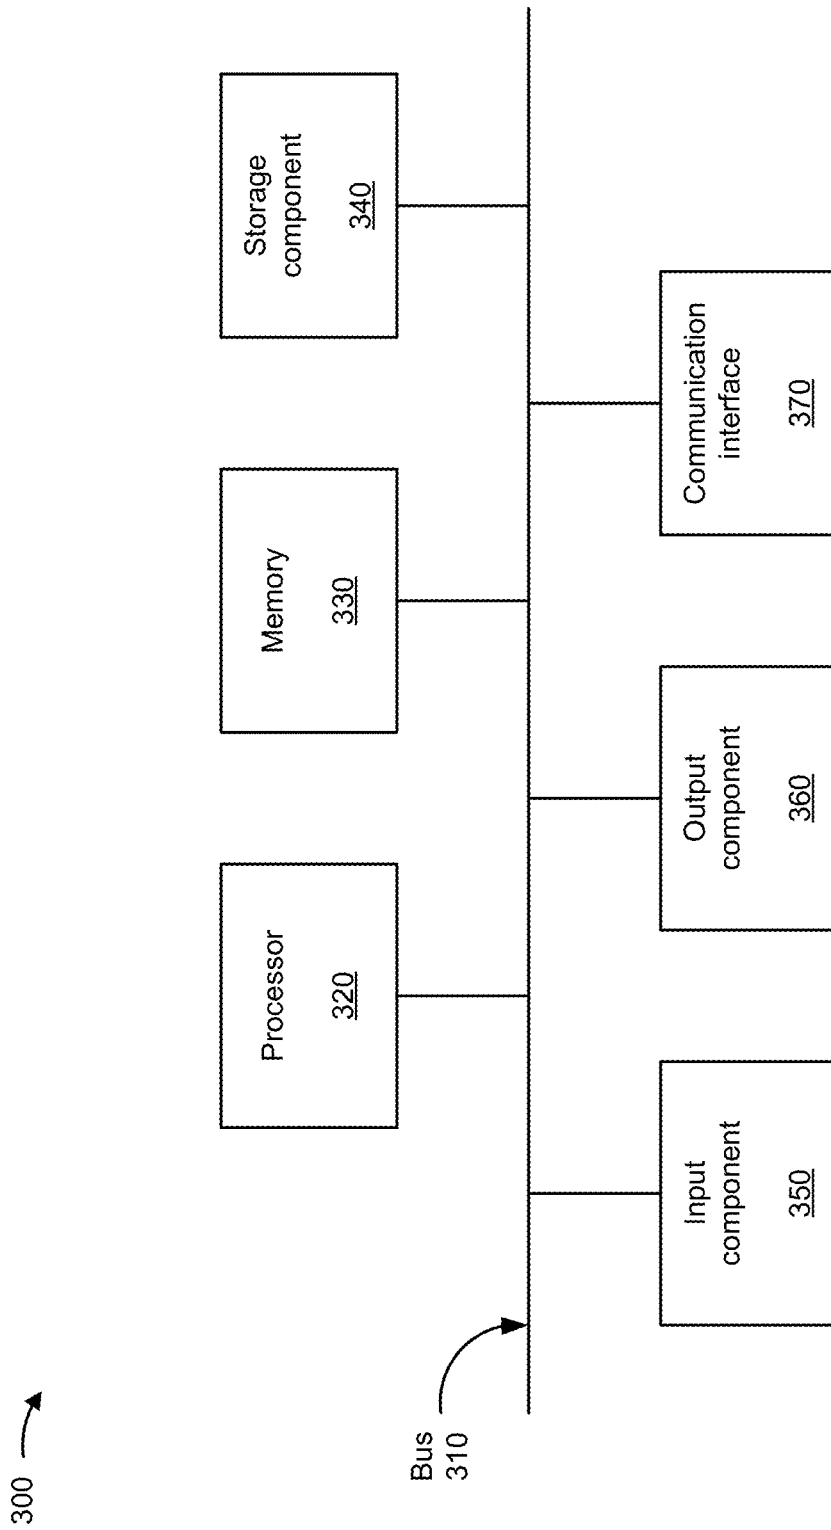 300
Bus
310
Processor
320
Memory
330
Storage
component
340
Input
component
350
Output
component
360
Communication
interface
370